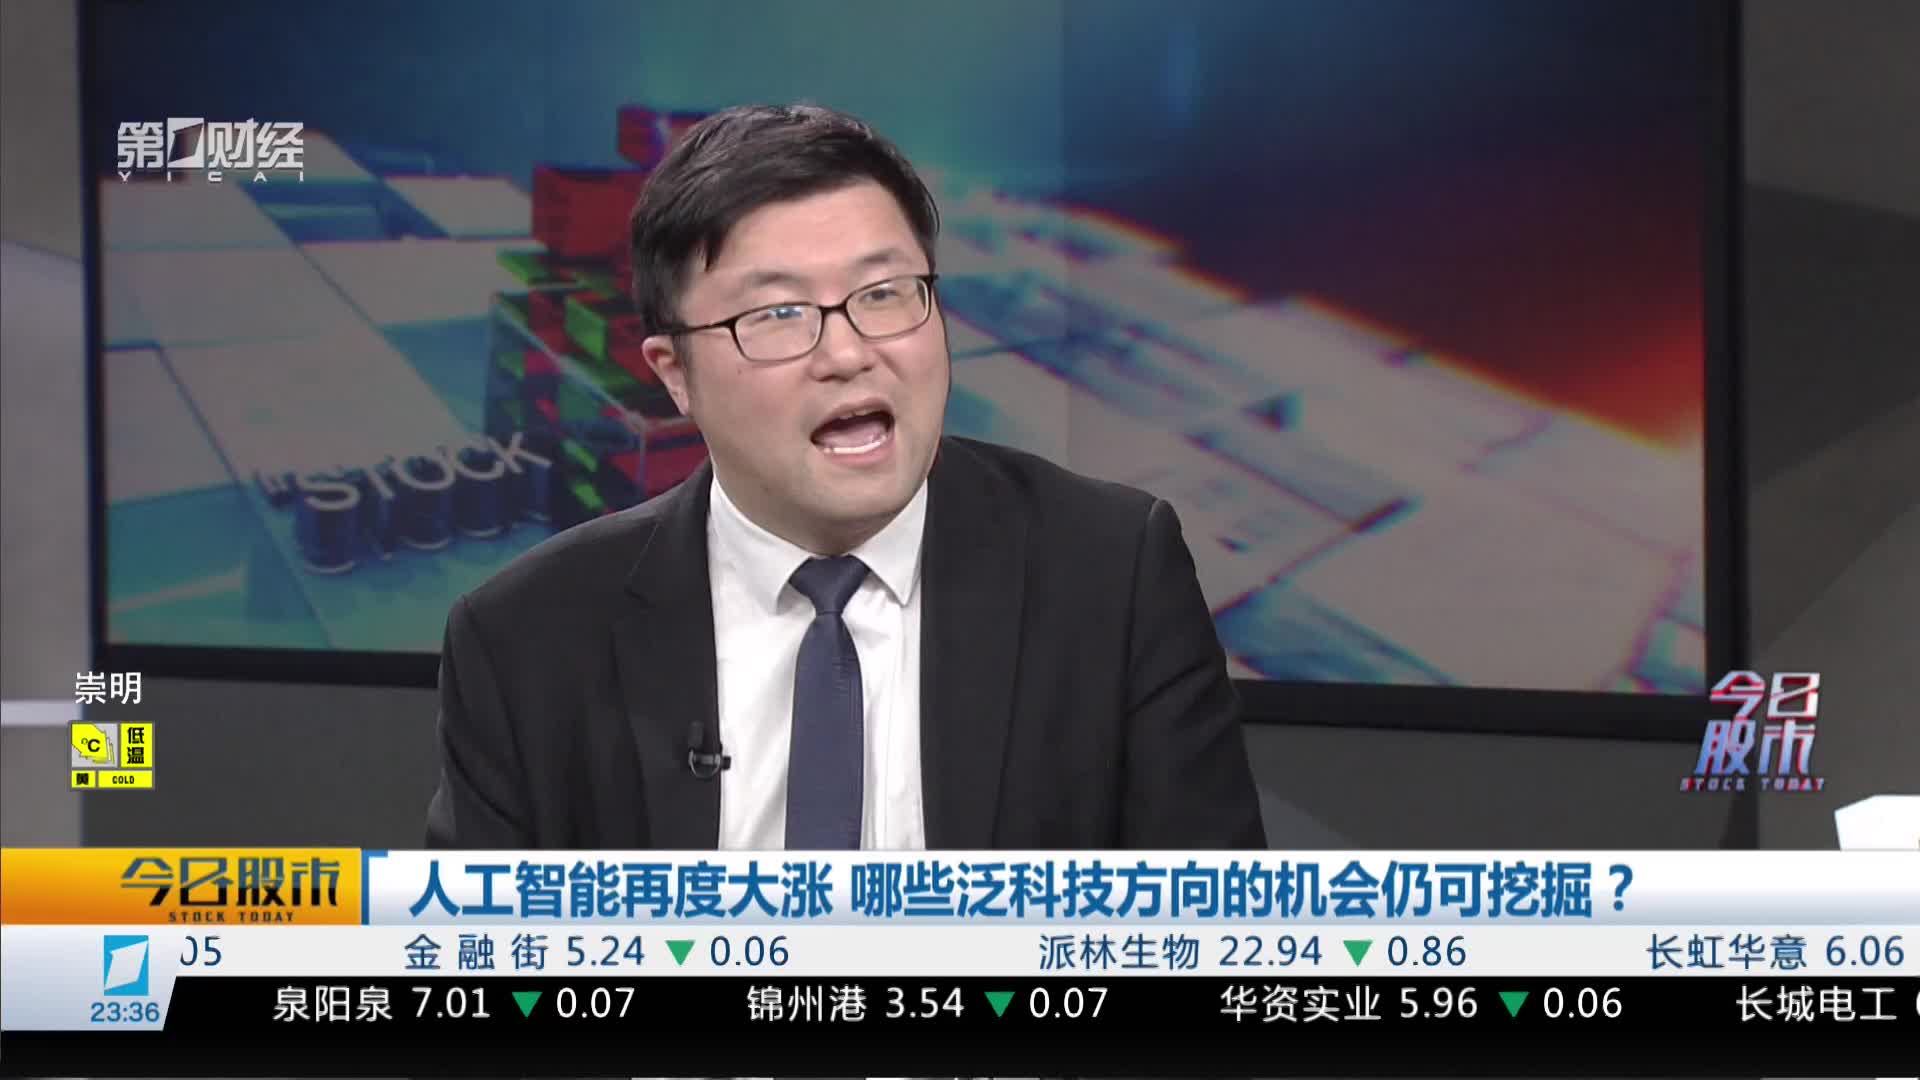 第一财经
YICAI
STOCK
崇明
°C
低温
黄
COLD
今日
股市
STOCK TODAY
今日股市
STOCK TODAY
人工智能再度大涨 哪些泛科技方向的机会仍可挖掘？
05 金融街 5.24 ▼ 0.06 派林生物 22.94 ▼ 0.86 长虹华意 6.06
23:36
泉阳泉 7.01 ▼ 0.07 锦州港 3.54 ▼ 0.07 华资实业 5.96 ▼ 0.06 长城电工